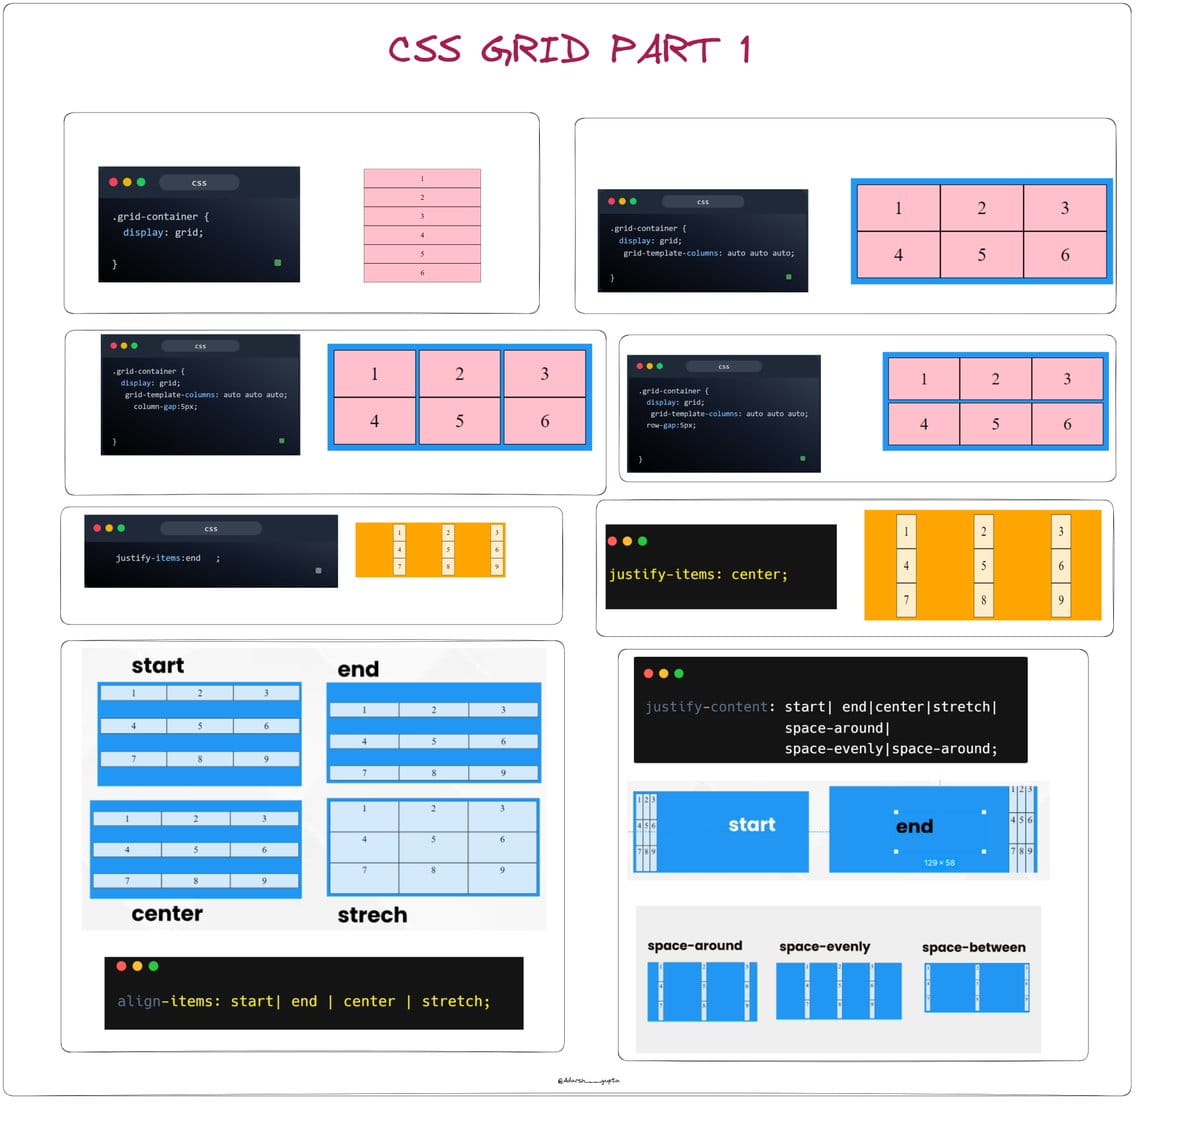 CSS GRID PART 1
css
.grid-container {
display: grid;
}
1
2
3
4
5
6
css
.grid-container {
display: grid;
grid-template-columns: auto auto auto;
}
1 2 3
4 5 6
css
.grid-container {
display: grid;
grid-template-columns: auto auto auto;
column-gap:5px;
}
1 2 3
4 5 6
css
.grid-container {
display: grid;
grid-template-columns: auto auto auto;
row-gap:5px;
}
1 2 3
4 5 6
css
justify-items:end ;
1 2 3
4 5 6
7 8 9
justify-items: center;
1 2 3
4 5 6
7 8 9
start
1 2 3
4 5 6
7 8 9
end
1 2 3
4 5 6
7 8 9
1 2 3
4 5 6
7 8 9
center
1 2 3
4 5 6
7 8 9
strech
align-items: start| end | center | stretch;
justify-content: start| end|center|stretch|
space-around|
space-evenly|space-around;
1 2 3
4 5 6
7 8 9
start
end
129 × 58
1 2 3
4 5 6
7 8 9
space-around space-evenly space-between